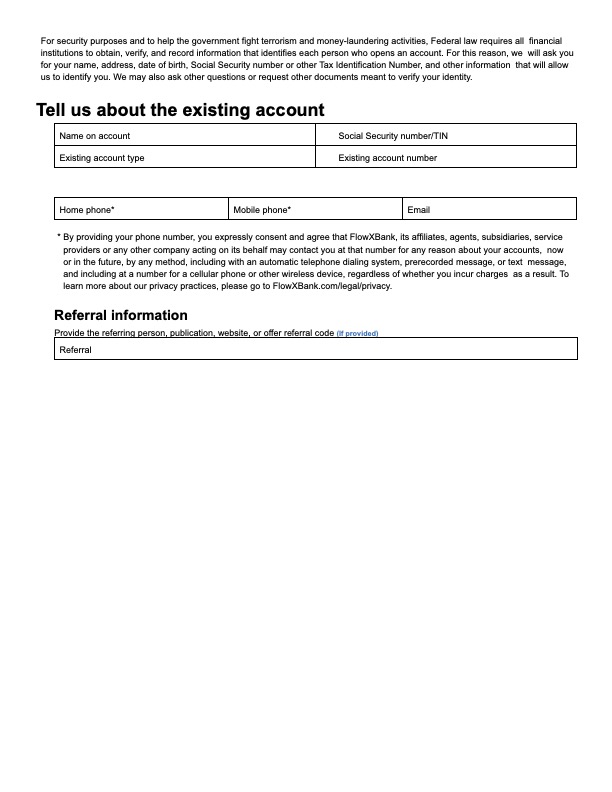 For security purposes and to help the government fight terrorism and money-laundering activities, Federal law requires all financial
institutions to obtain, verify, and record information that identifies each person who opens an account. For this reason, we will ask you
for your name, address, date of birth, Social Security number or other Tax Identification Number, and other information that will allow
us to identify you. We may also ask other questions or request other documents meant to verify your identity.
Tell us about the existing account
Name on account Social Security number/TIN
Existing account type Existing account number
Home phone* Mobile phone* Email
* By providing your phone number, you expressly consent and agree that FlowXBank, its affiliates, agents, subsidiaries, service
providers or any other company acting on its behalf may contact you at that number for any reason about your accounts, now
or in the future, by any method, including with an automatic telephone dialing system, prerecorded message, or text message,
and including at a number for a cellular phone or other wireless device, regardless of whether you incur charges as a result. To
learn more about our privacy practices, please go to FlowXBank.com/legal/privacy.
Referral information
Provide the referring person, publication, website, or offer referral code (if provided)
Referral